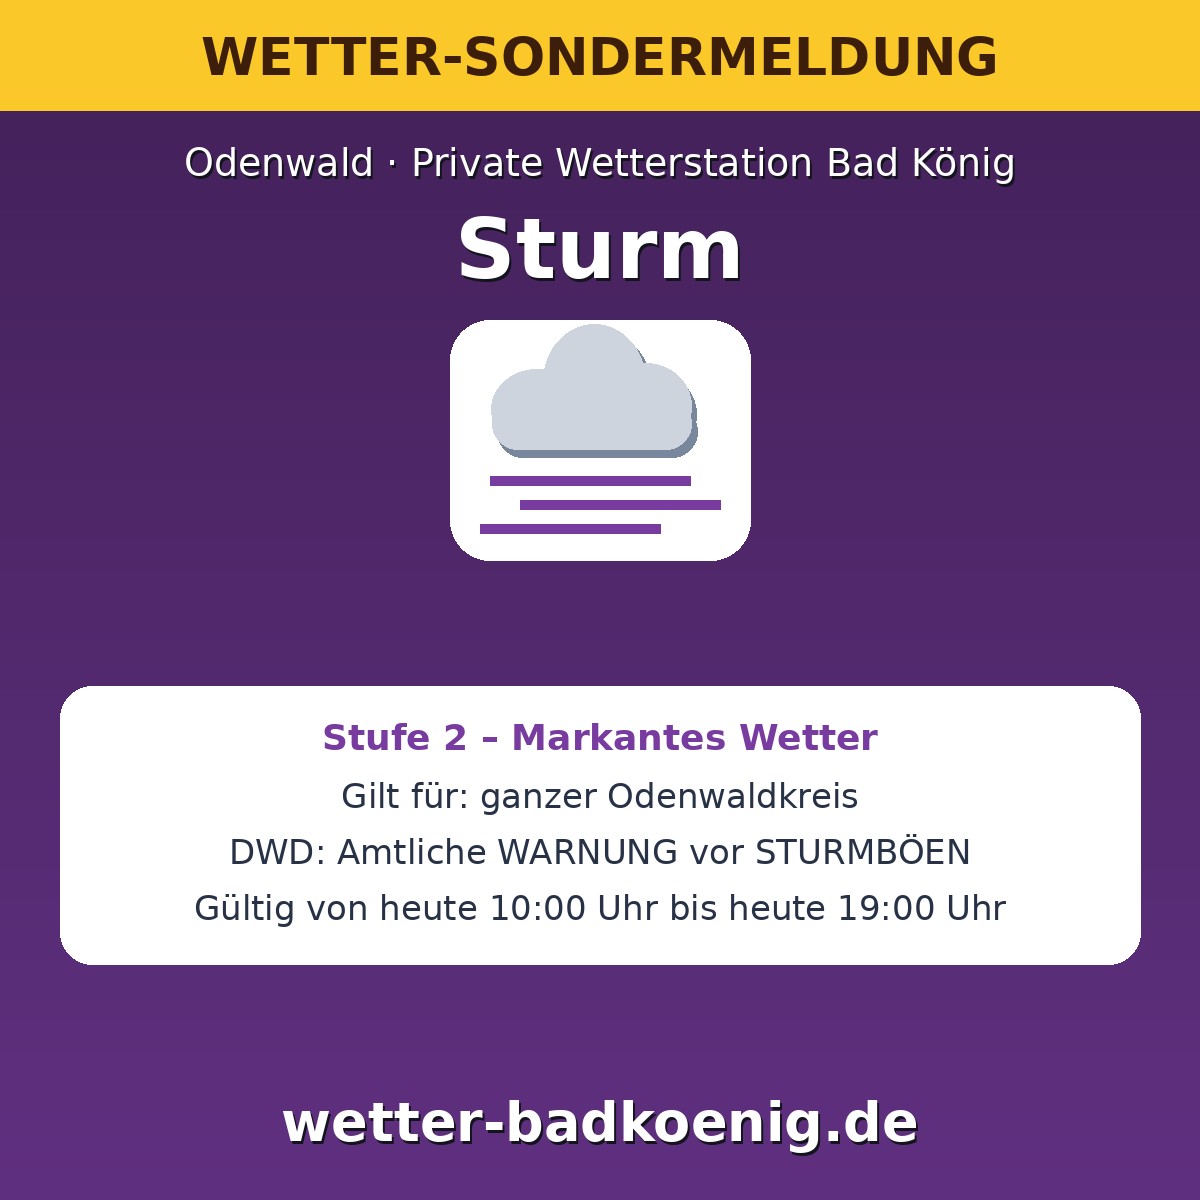 WETTER-SONDERMELDUNG
Odenwald · Private Wetterstation Bad König
Sturm
Stufe 2 – Markantes Wetter
Gilt für: ganzer Odenwaldkreis
DWD: Amtliche WARNUNG vor STURMBÖEN
Gültig von heute 10:00 Uhr bis heute 19:00 Uhr
wetter-badkoenig.de